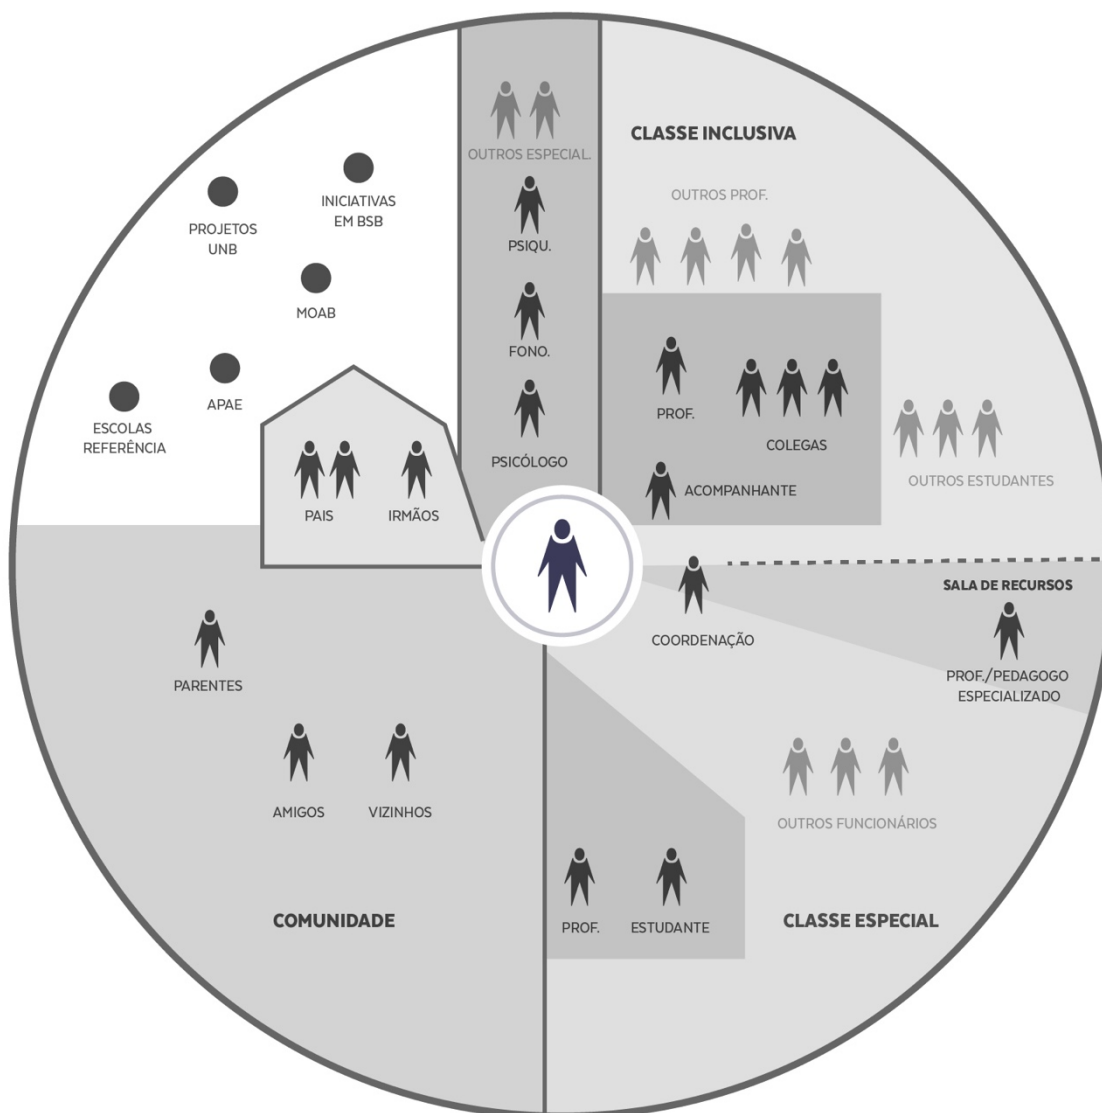 OUTROS ESPECIAL.
CLASSE INCLUSIVA
INICIATIVAS
EM BSB
PROJETOS
UNB
OUTROS PROF.
PSIQU.
MOAB
FONO.
APAE
PROF.
ESCOLAS
REFERÊNCIA
COLEGAS
PSICÓLOGO
ACOMPANHANTE
OUTROS ESTUDANTES
PAIS
IRMÃOS
SALA DE RECURSOS
COORDENAÇÃO
PROF./PEDAGOGO
ESPECIALIZADO
PARENTES
AMIGOS
VIZINHOS
OUTROS FUNCIONÁRIOS
COMUNIDADE
PROF.
ESTUDANTE
CLASSE ESPECIAL